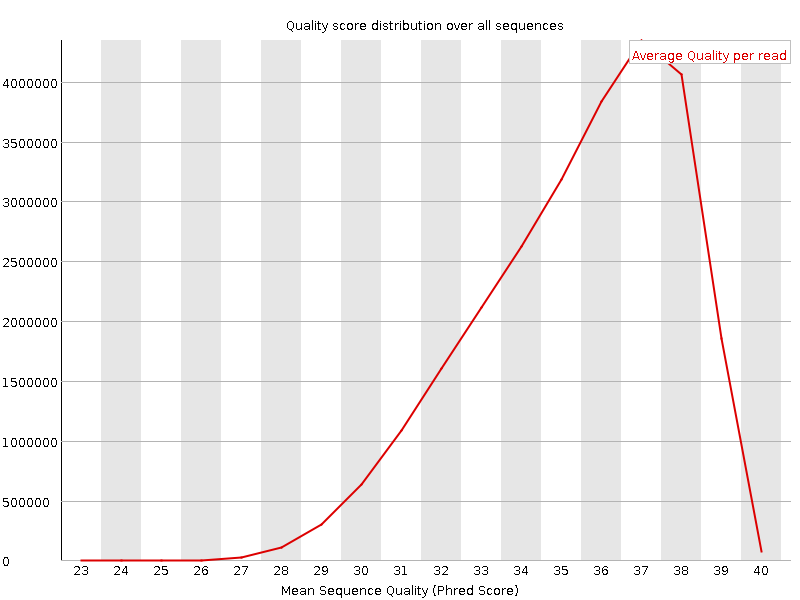 Quality score distribution over all sequences
Average Quality per read
4000000
3500000
3000000
2500000
2000000
1500000
1000000
500000
0
23 24 25 26 27 28 29 30 31 32 33 34 35 36 37 38 39 40
Mean Sequence Quality (Phred Score)